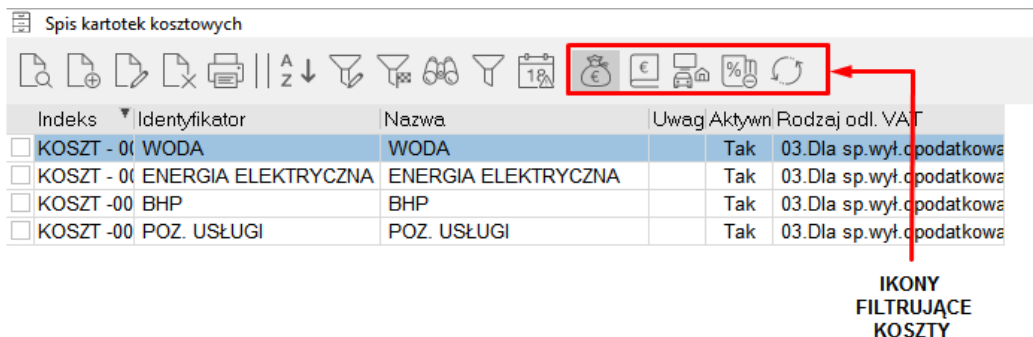 Spis kartotek kosztowych
A
Z
18
€
€
%
Indeks Identyfikator Nazwa Uwag Aktywn Rodzaj odl. VAT
KOSZT - 0( WODA WODA Tak 03.Dla sp.wył.opodatkowa
KOSZT - 0( ENERGIA ELEKTRYCZNA ENERGIA ELEKTRYCZNA Tak 03.Dla sp.wył.opodatkowa
KOSZT -00 BHP BHP Tak 03.Dla sp.wył.opodatkowa
KOSZT -00 POZ. USŁUGI POZ. USŁUGI Tak 03.Dla sp.wył.opodatkowa
IKONY
FILTRUJĄCE
KOSZTY